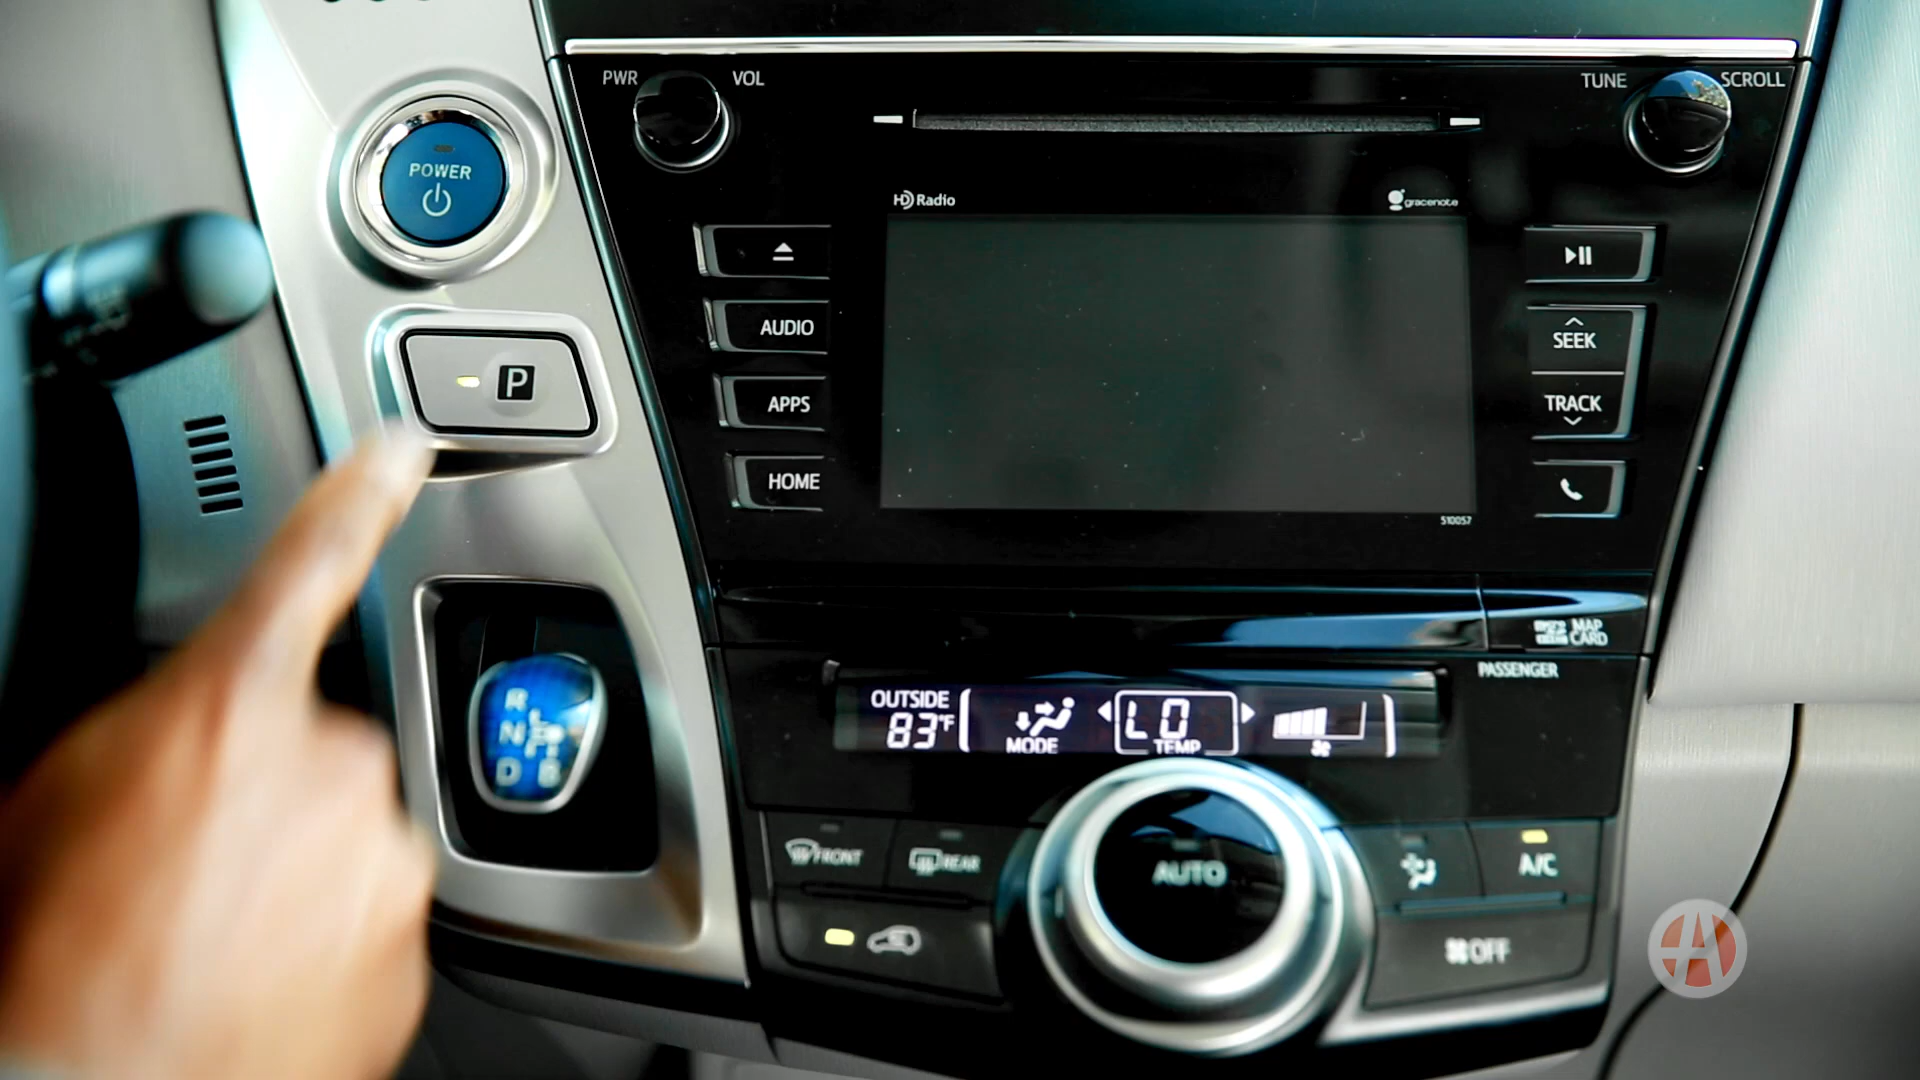 PWR VOL
TUNE SCROLL
POWER
HD Radio
gracenote
P
AUDIO
APPS
HOME
SEEK
TRACK
510057
MAP
CARD
PASSENGER
OUTSIDE
83°F
MODE
LO
TEMP
R
N
D B
FRONT
REAR
AUTO
A/C
OFF